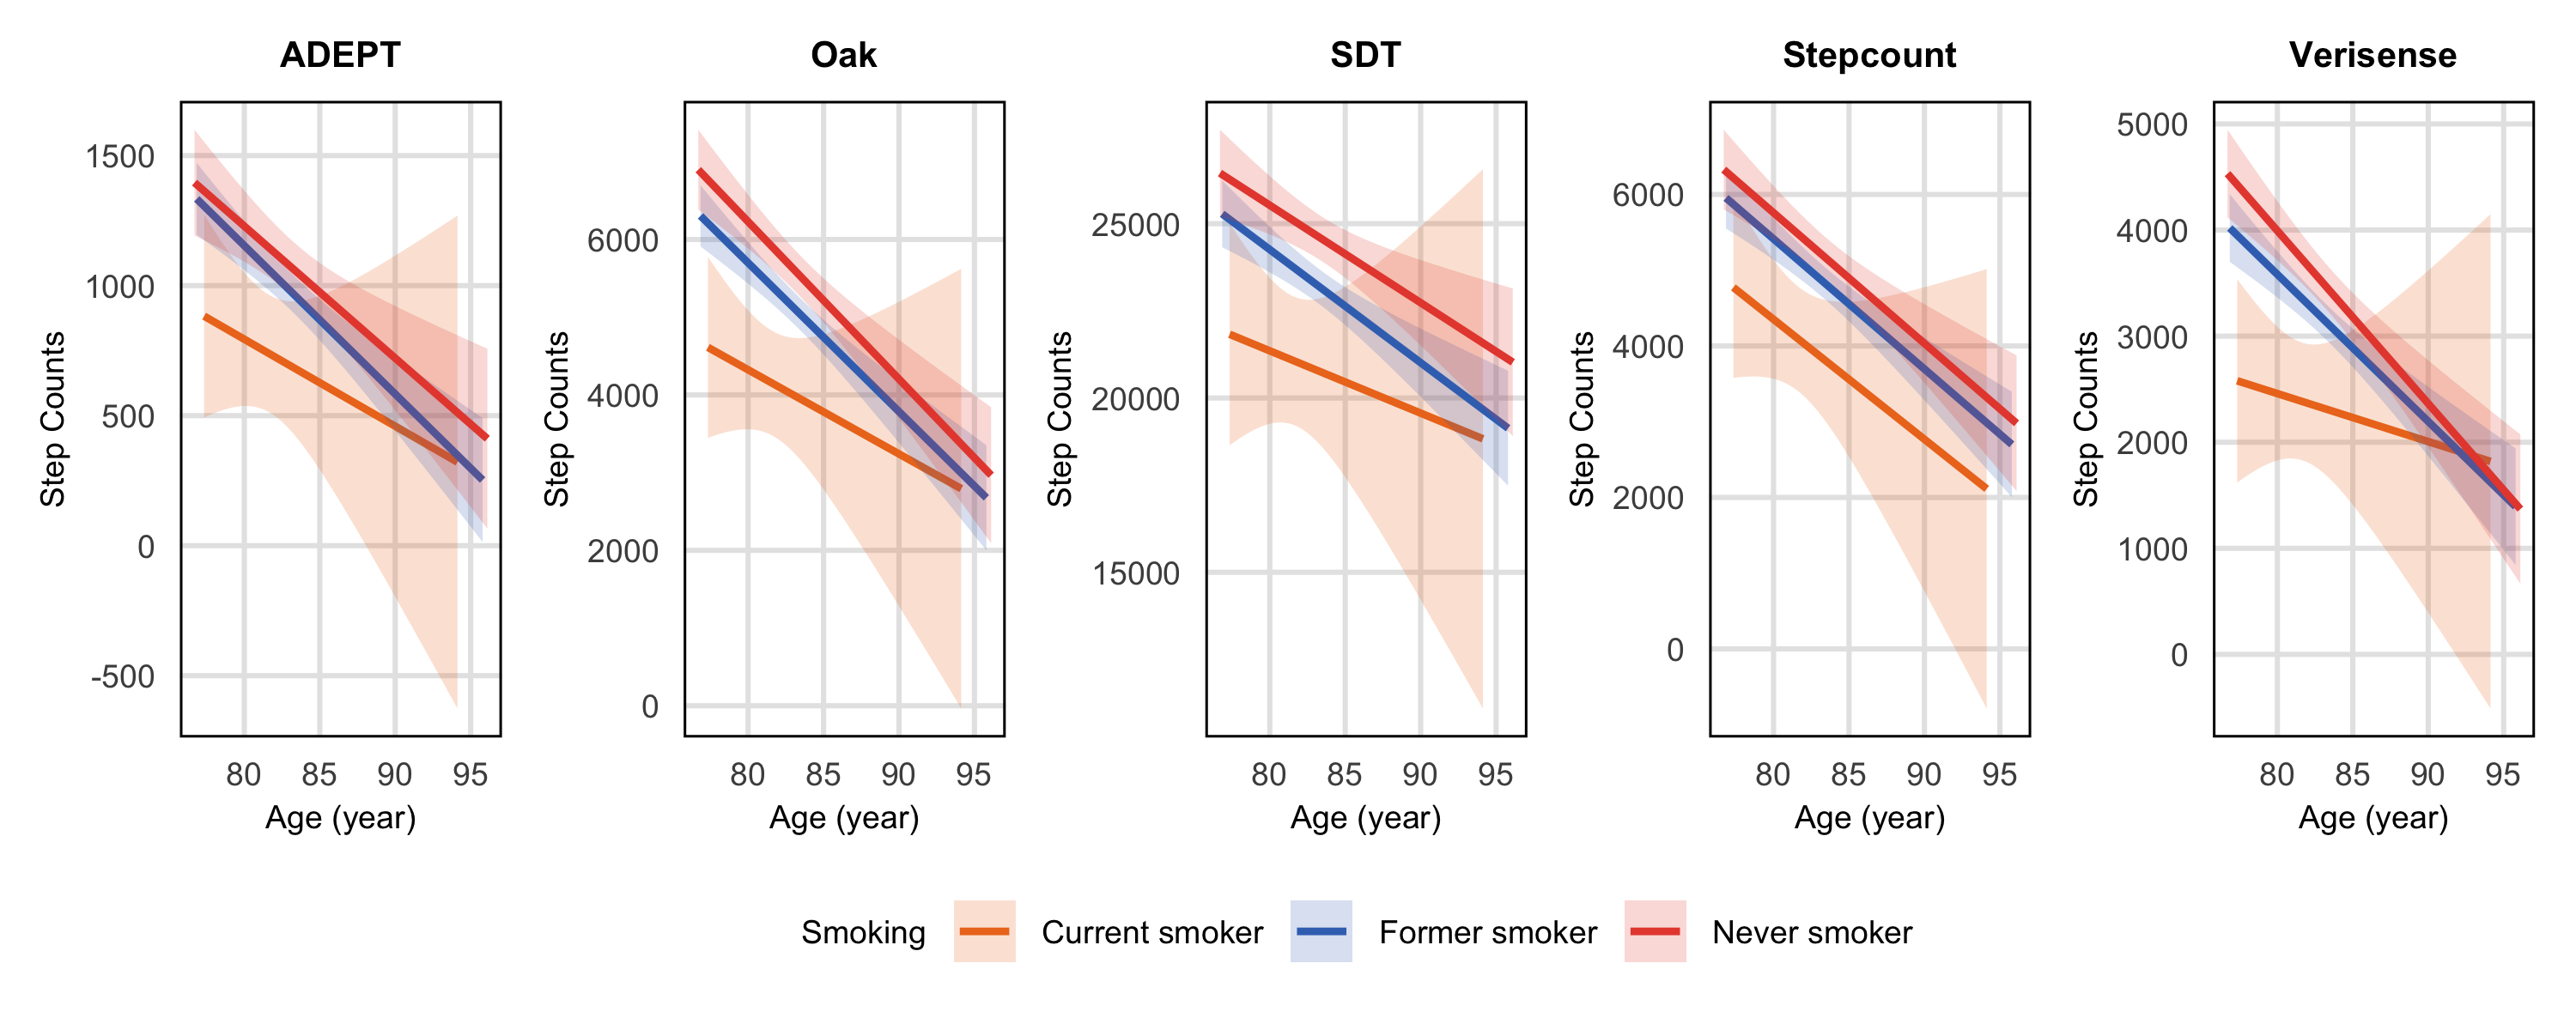 ADEPT Oak SDT Stepcount Verisense
Step Counts
1500
1000
500
0
-500
80 85 90 95
Age (year)
Step Counts
6000
4000
2000
0
80 85 90 95
Age (year)
Step Counts
25000
20000
15000
80 85 90 95
Age (year)
Step Counts
6000
4000
2000
0
80 85 90 95
Age (year)
Step Counts
5000
4000
3000
2000
1000
0
80 85 90 95
Age (year)
Smoking Current smoker Former smoker Never smoker